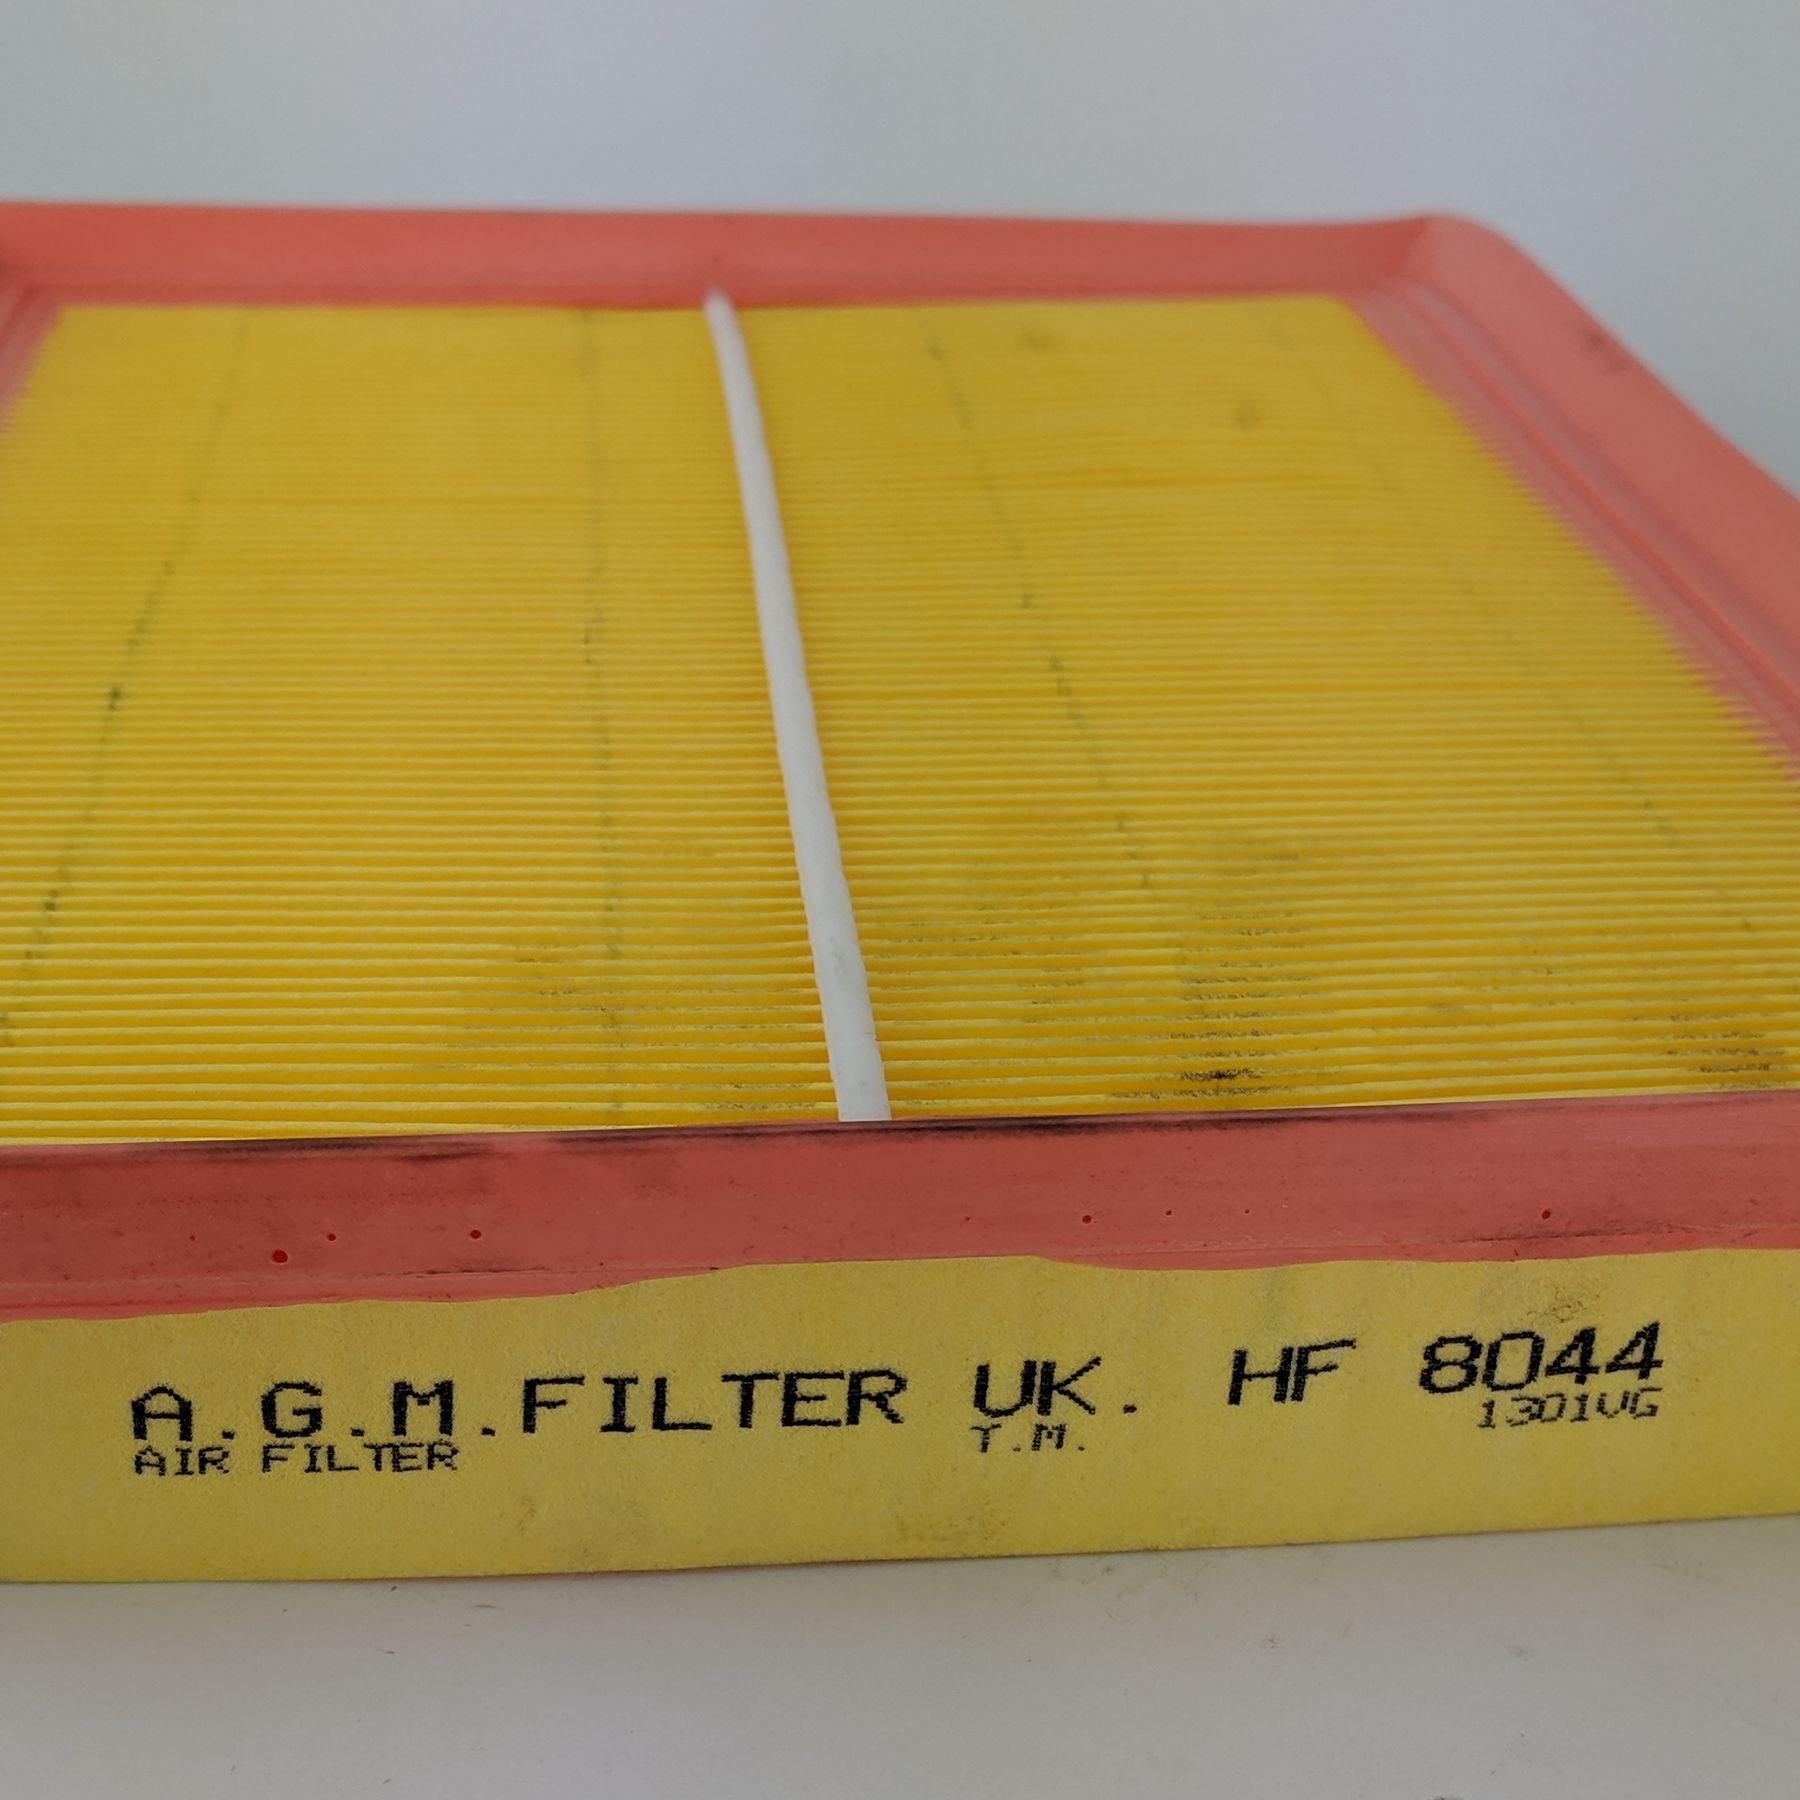 A.G.M.FILTER UK. HF 8044
AIR FILTER T.M. 1301VG